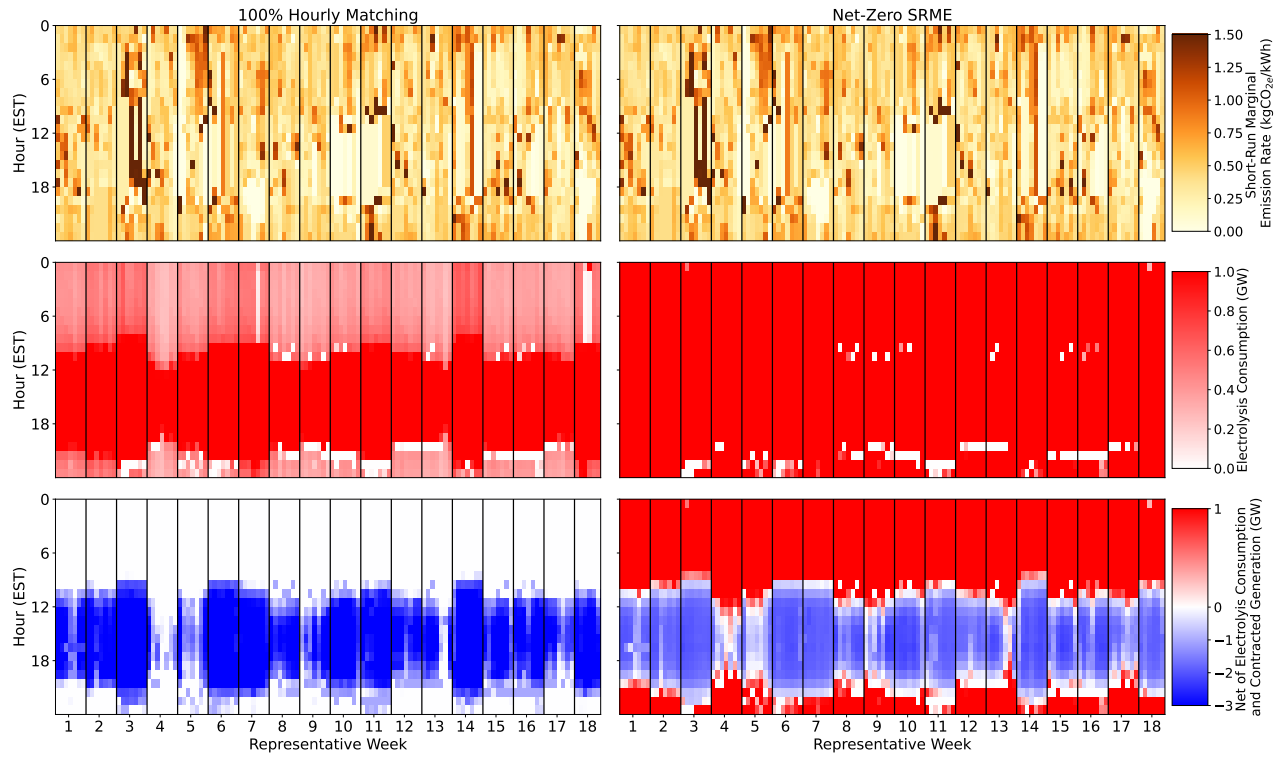 100% Hourly Matching
Net-Zero SRME
Hour (EST)
0
6
12
18
1.50
1.25
1.00
0.75
0.50
0.25
0.00
Short-Run Marginal
Emission Rate (kgCO2e/kWh)
Hour (EST)
0
6
12
18
1.0
0.8
0.6
0.4
0.2
0.0
Electrolysis Consumption (GW)
Hour (EST)
0
6
12
18
1
0
−1
−2
−3
Net of Electrolysis Consumption
and Contracted Generation (GW)
1 2 3 4 5 6 7 8 9 10 11 12 13 14 15 16 17 18
1 2 3 4 5 6 7 8 9 10 11 12 13 14 15 16 17 18
Representative Week
Representative Week